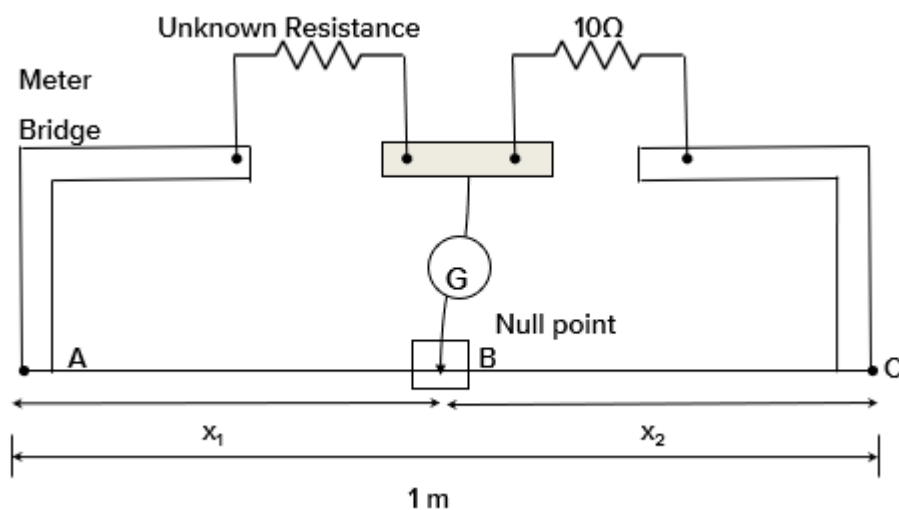 Unknown Resistance
10Ω
Meter
Bridge
G
Null point
A
B
C
x₁
x₂
1 m